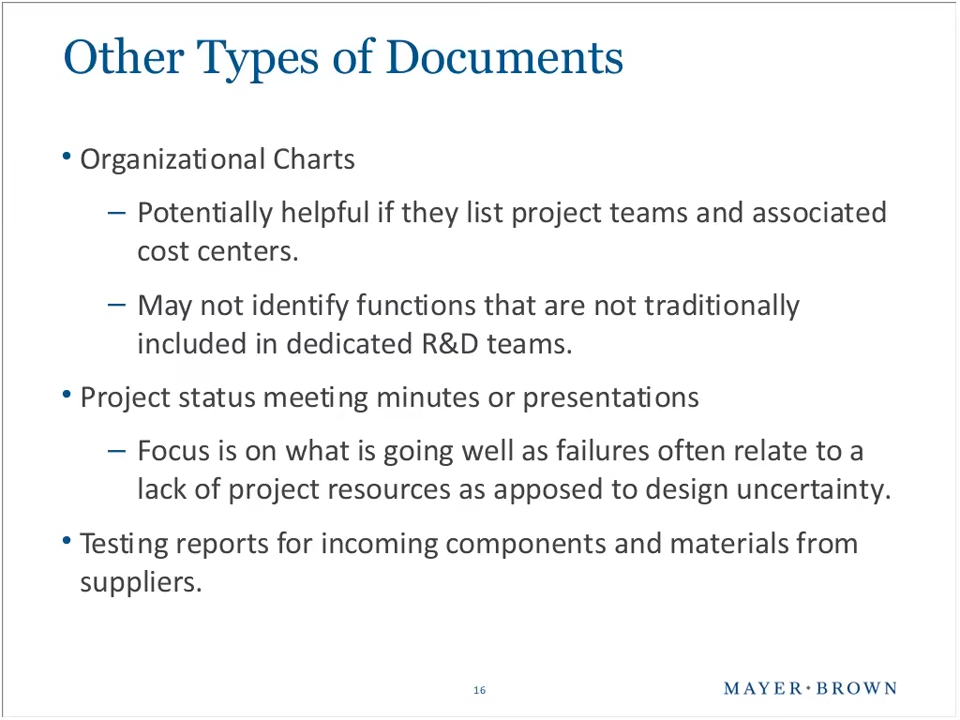 Other Types of Documents
• Organizational Charts
– Potentially helpful if they list project teams and associated
cost centers.
– May not identify functions that are not traditionally
included in dedicated R&D teams.
• Project status meeting minutes or presentations
– Focus is on what is going well as failures often relate to a
lack of project resources as apposed to design uncertainty.
• Testing reports for incoming components and materials from
suppliers.
16
MAYER • BROWN